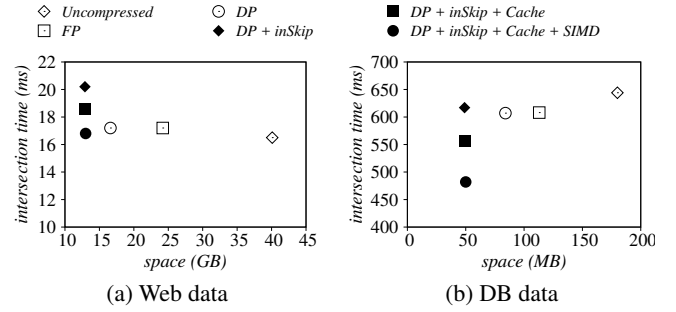 Uncompressed DP DP + inSkip + Cache
FP DP + inSkip DP + inSkip + Cache + SIMD
intersection time (ms)
22
20
18
16
14
12
10
10 15 20 25 30 35 40 45
space (GB)
(a) Web data
intersection time (ms)
700
650
600
550
500
450
400
0 50 100 150 200
space (MB)
(b) DB data